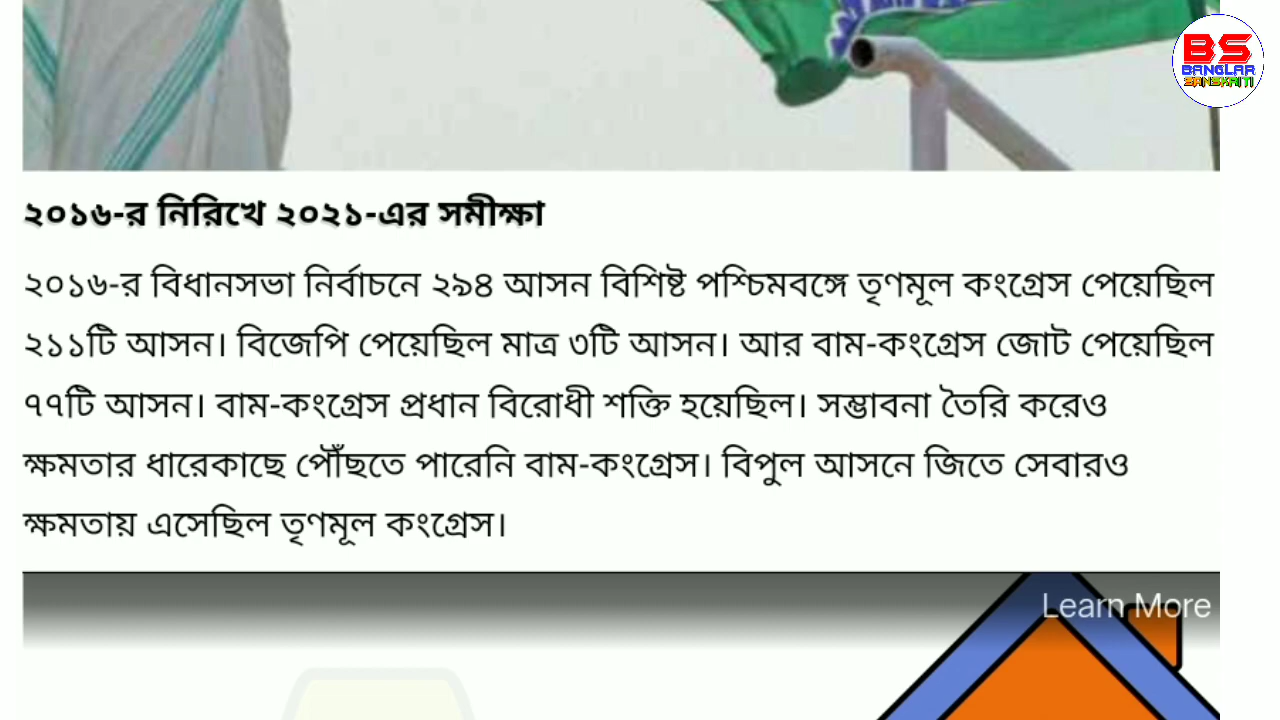 BS
BANGLAR
SANSKRITI
২০১৬-র নিরিখে ২০২১-এর সমীক্ষা
২০১৬-র বিধানসভা নির্বাচনে ২৯৪ আসন বিশিষ্ট পশ্চিমবঙ্গে তৃণমূল কংগ্রেস পেয়েছিল
২১১টি আসন। বিজেপি পেয়েছিল মাত্র ৩টি আসন। আর বাম-কংগ্রেস জোট পেয়েছিল
৭৭টি আসন। বাম-কংগ্রেস প্রধান বিরোধী শক্তি হয়েছিল। সম্ভাবনা তৈরি করেও
ক্ষমতার ধারেকাছে পৌঁছতে পারেনি বাম-কংগ্রেস। বিপুল আসনে জিতে সেবারও
ক্ষমতায় এসেছিল তৃণমূল কংগ্রেস।
Learn More